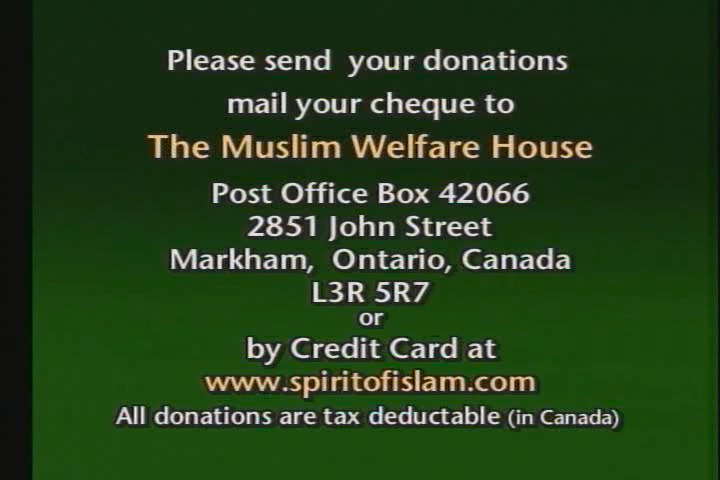 Please send your donations
mail your cheque to
The Muslim Welfare House
Post Office Box 42066
2851 John Street
Markham, Ontario, Canada
L3R 5R7
or
by Credit Card at
www.spiritofislam.com
All donations are tax deductable (in Canada)